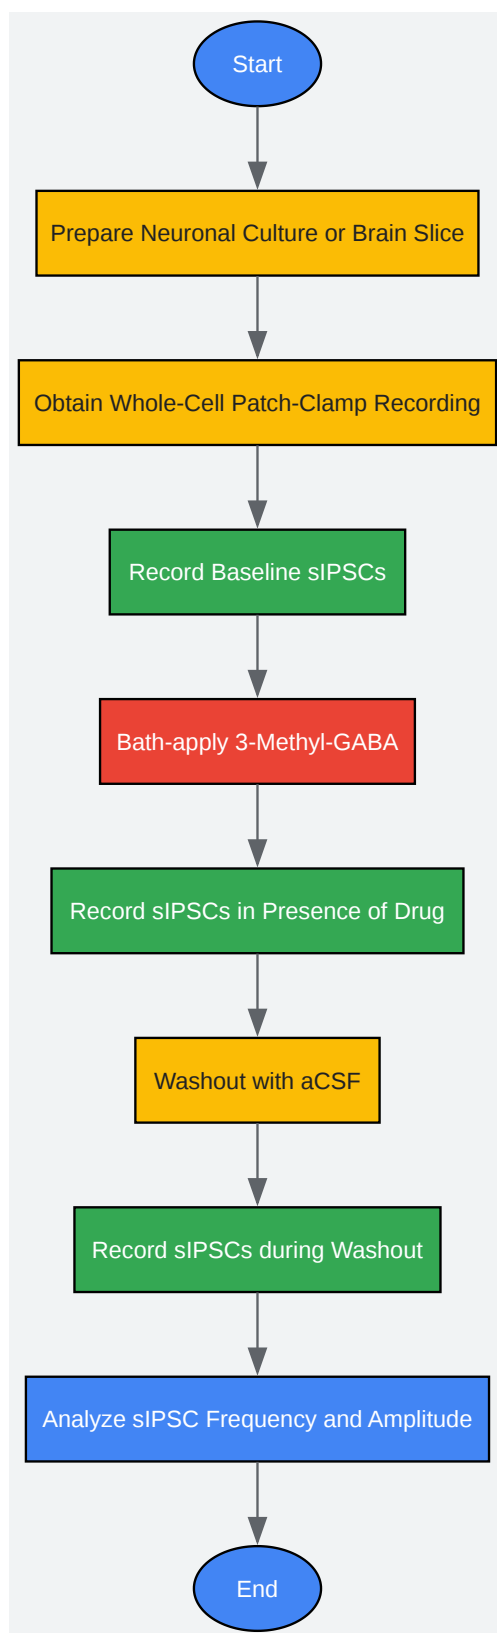 Start
Prepare Neuronal Culture or Brain Slice
Obtain Whole-Cell Patch-Clamp Recording
Record Baseline sIPSCs
Bath-apply 3-Methyl-GABA
Record sIPSCs in Presence of Drug
Washout with aCSF
Record sIPSCs during Washout
Analyze sIPSC Frequency and Amplitude
End